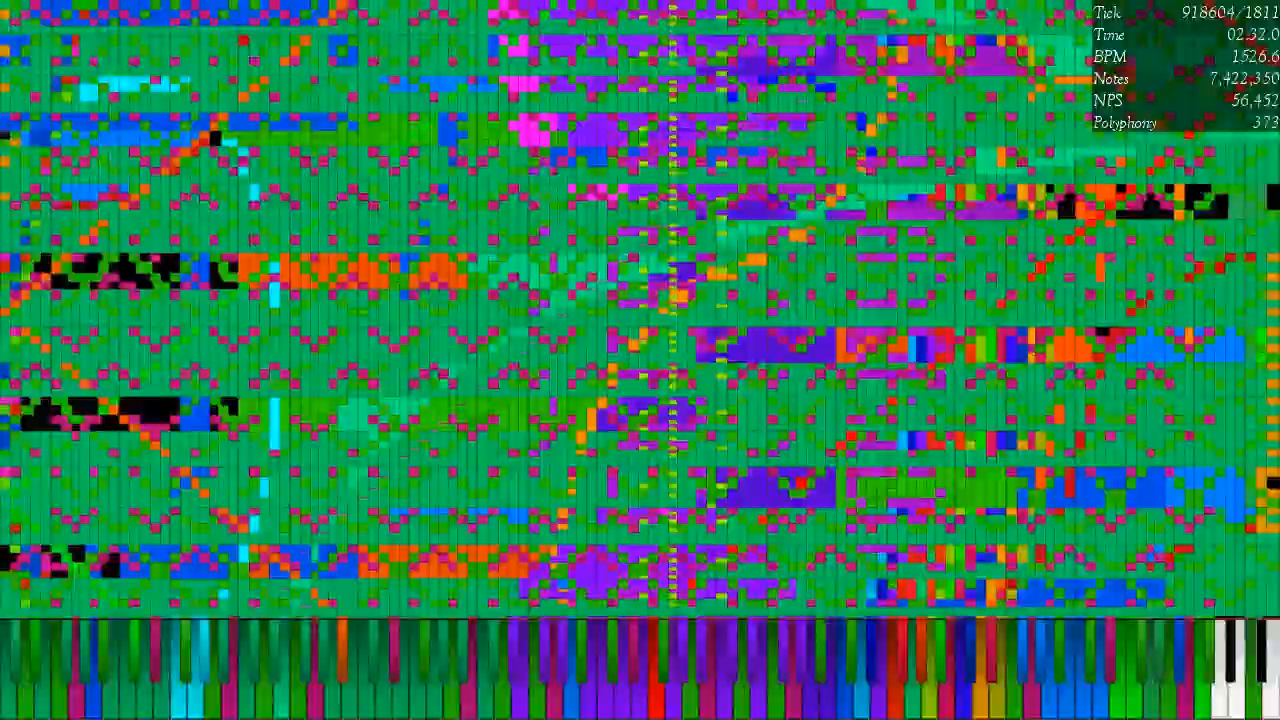 Tick 918604/1811
Time 02.32.0
BPM 1526.6
Notes 7,422,350
NPS 56,452
Polyphony 373